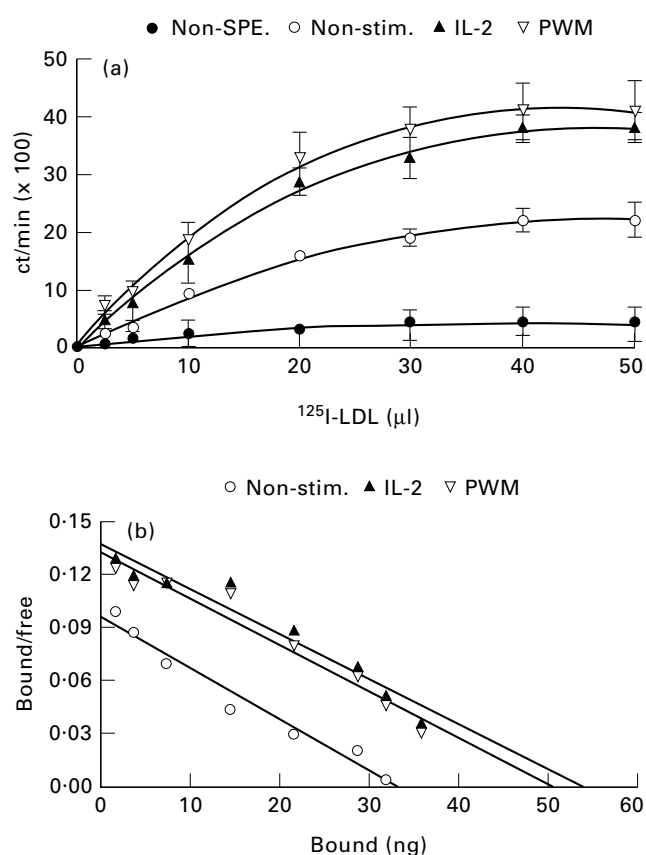 ● Non-SPE. ○ Non-stim. ▲ IL-2 ▽ PWM
(a)
50
40
30
20
10
0
ct/min (x 100)
0 10 20 30 40 50
¹²⁵I-LDL (µl)
○ Non-stim. ▲ IL-2 ▽ PWM
(b)
0·15
0·12
0·09
0·06
0·03
0·00
Bound/free
0 10 20 30 40 50 60
Bound (ng)